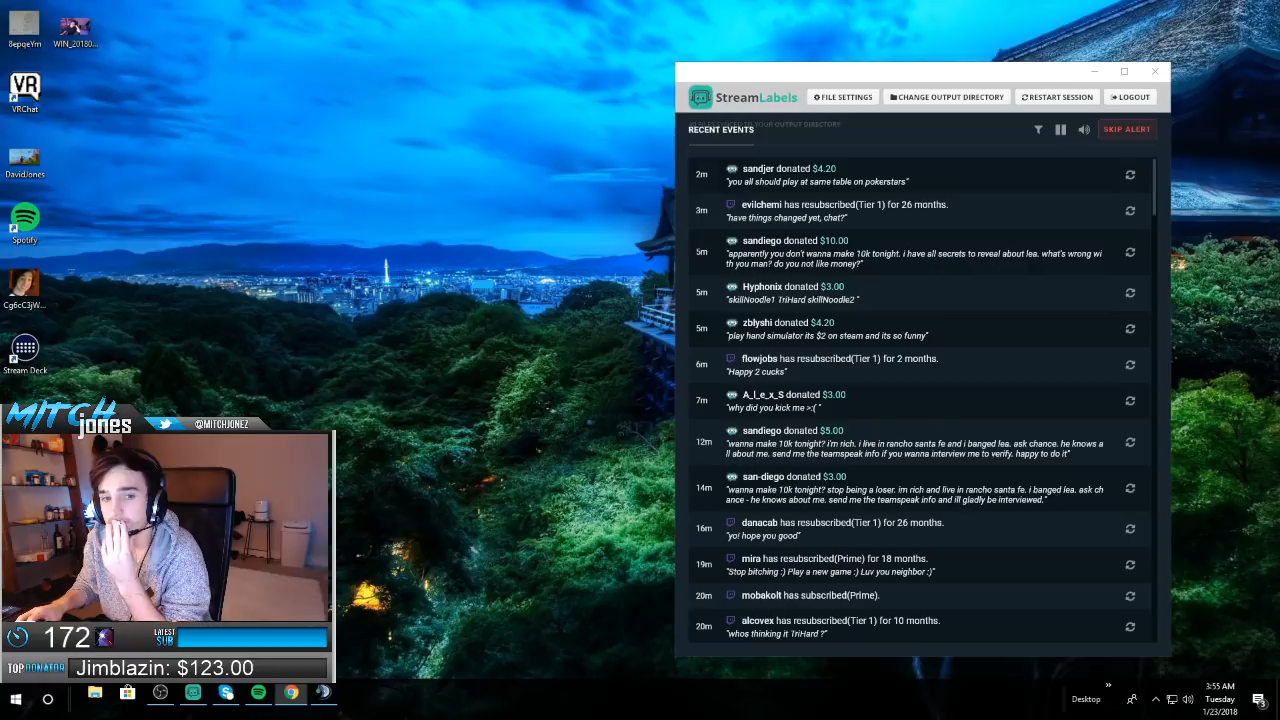 8epqeYm
WIN_20180...
VR
VRChat
DavidJones
Spotify
Cg6cC3jW...
Stream Deck
StreamLabels
FILE SETTINGS
CHANGE OUTPUT DIRECTORY
RESTART SESSION
LOGOUT
FILES SYNCED TO YOUR OUTPUT DIRECTORY
RECENT EVENTS
SKIP ALERT
2m
sandjer donated $4.20
"you all should play at same table on pokerstars"
3m
evilchemi has resubscribed(Tier 1) for 26 months.
"have things changed yet, chat?"
5m
sandiego donated $10.00
"apparently you don't wanna make 10k tonight. i have all secrets to reveal about lea. what's wrong wi
th you man? do you not like money?"
5m
Hyphonix donated $3.00
"skillNoodle1 TriHard skillNoodle2 "
5m
zblyshi donated $4.20
"play hand simulator its $2 on steam and its so funny"
6m
flowjobs has resubscribed(Tier 1) for 2 months.
"Happy 2 cucks"
7m
A_l_e_x_S donated $3.00
"why did you kick me >:( "
12m
sandiego donated $5.00
"wanna make 10k tonight? i'm rich. i live in rancho santa fe and i banged lea. ask chance. he knows a
ll about me. send me the teamspeak info if you wanna interview me to verify. happy to do it"
14m
san-diego donated $3.00
"wanna make 10k tonight? stop being a loser. im rich and live in rancho santa fe. i banged lea. ask ch
ance - he knows about me. send me the teamspeak info and ill gladly be interviewed."
16m
danacab has resubscribed(Tier 1) for 26 months.
"yo! hope you good"
19m
mira has resubscribed(Prime) for 18 months.
"Stop bitching :) Play a new game :) Luv you neighbor :)"
20m
mobakolt has subscribed(Prime).
20m
alcovex has resubscribed(Tier 1) for 10 months.
"whos thinking it TriHard ?"
MITCH
jones
@MITCHJONEZ
172
LATEST
SUB
TOP DONATOR
Jimblazin: $123.00
Desktop
»
3:55 AM
Tuesday
1/23/2018
3